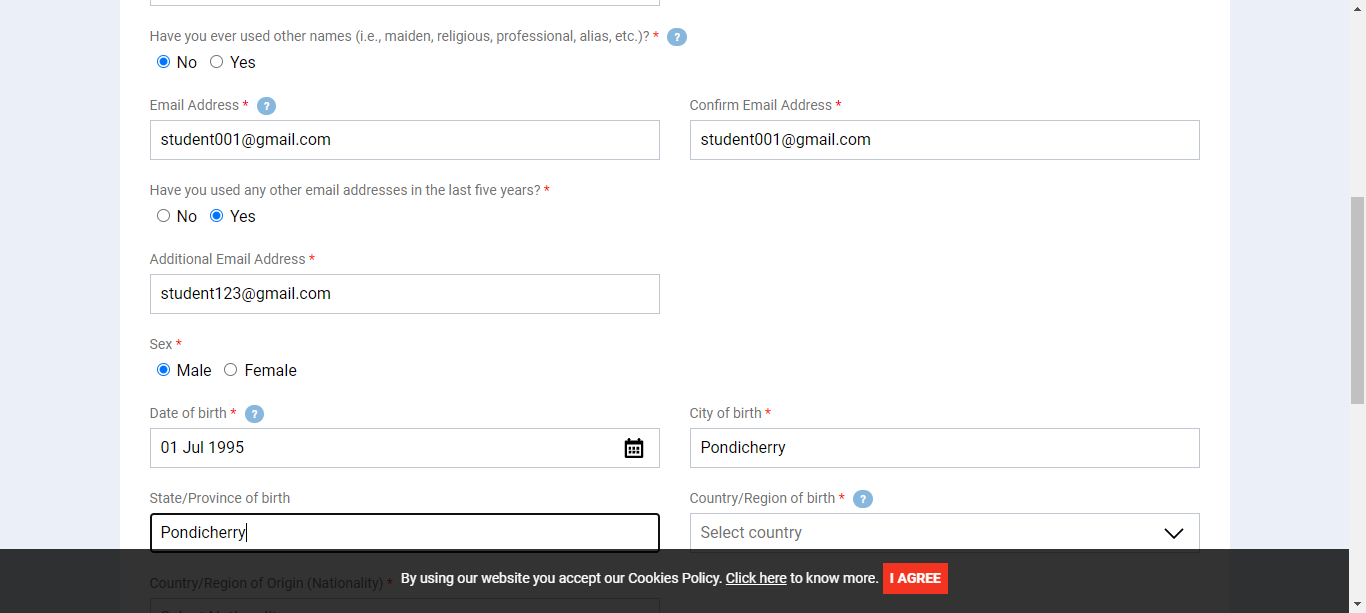 Have you ever used other names (i.e., maiden, religious, professional, alias, etc.)? * ?
No Yes
Email Address * ?
Confirm Email Address *
student001@gmail.com
student001@gmail.com
Have you used any other email addresses in the last five years? *
No Yes
Additional Email Address *
student123@gmail.com
Sex *
Male Female
Date of birth * ?
City of birth *
01 Jul 1995
Pondicherry
State/Province of birth
Country/Region of birth * ?
Pondicherry
Select country
Country/Region of Origin (Nationality) *
By using our website you accept our Cookies Policy. Click here to know more. I AGREE